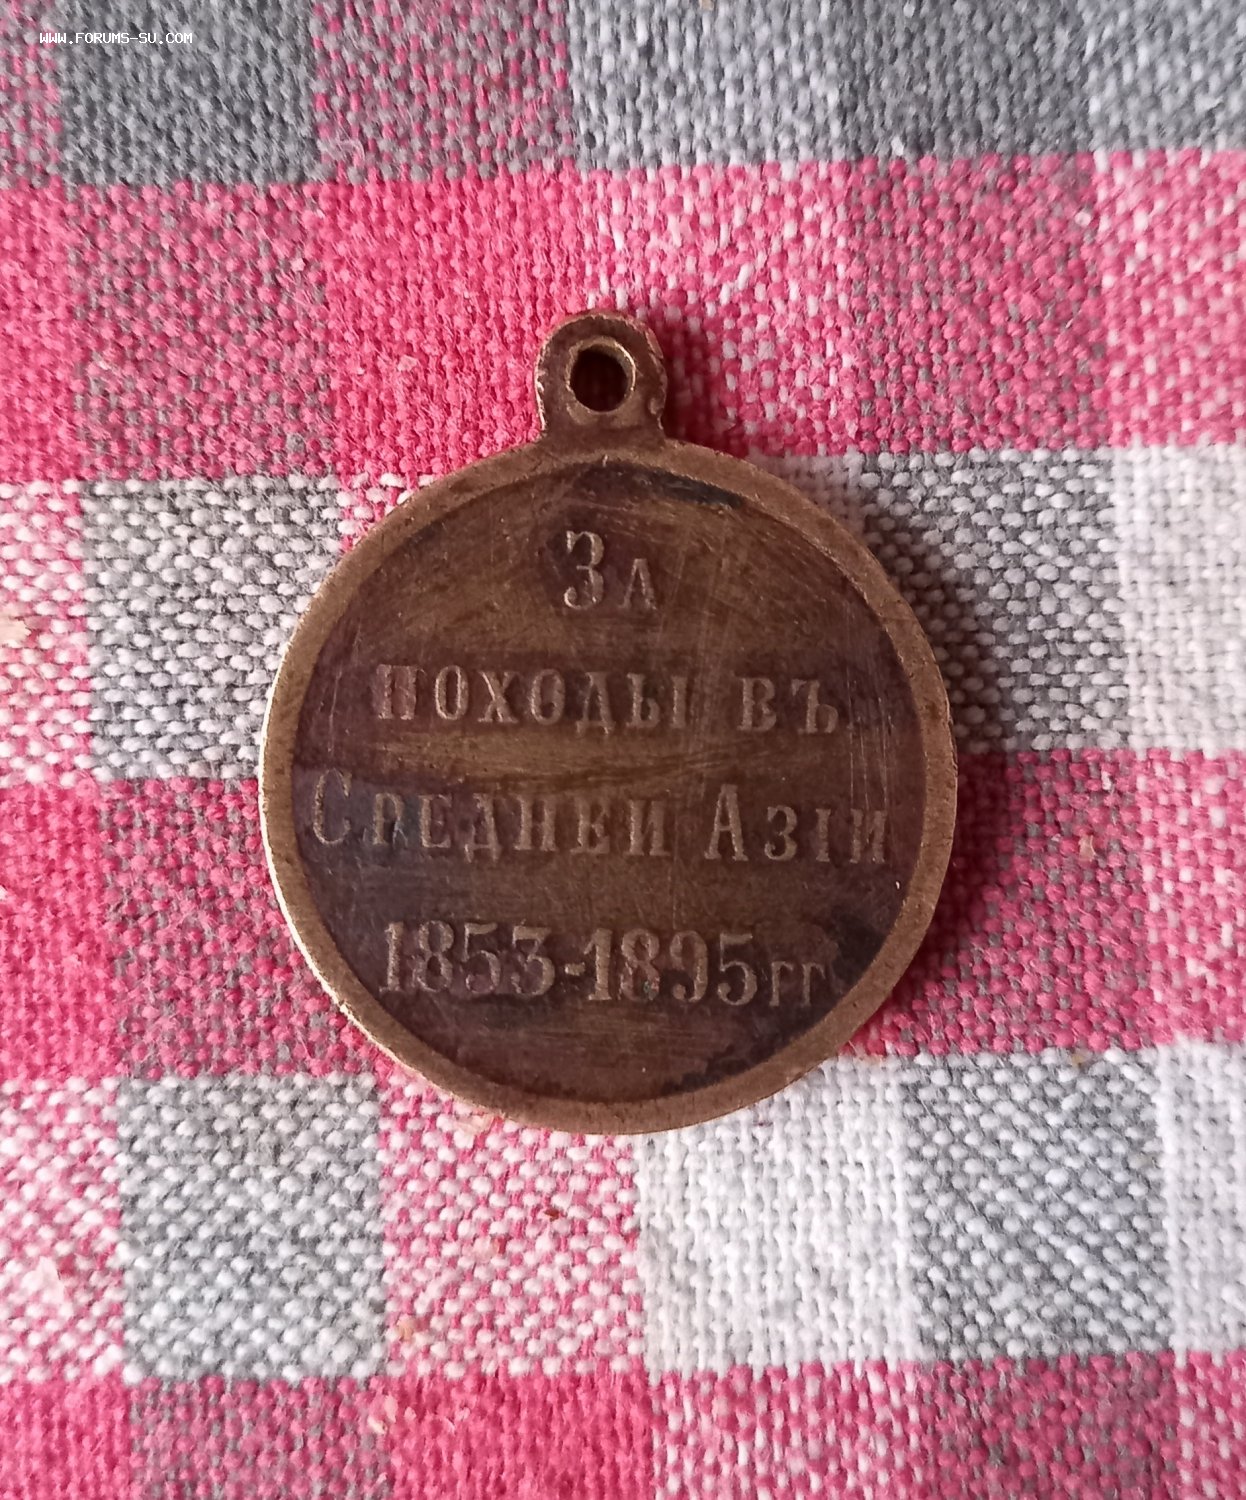 WWW.FORUMS-SU.COM
За
походы въ
Средней Азiи
1853-1895гг